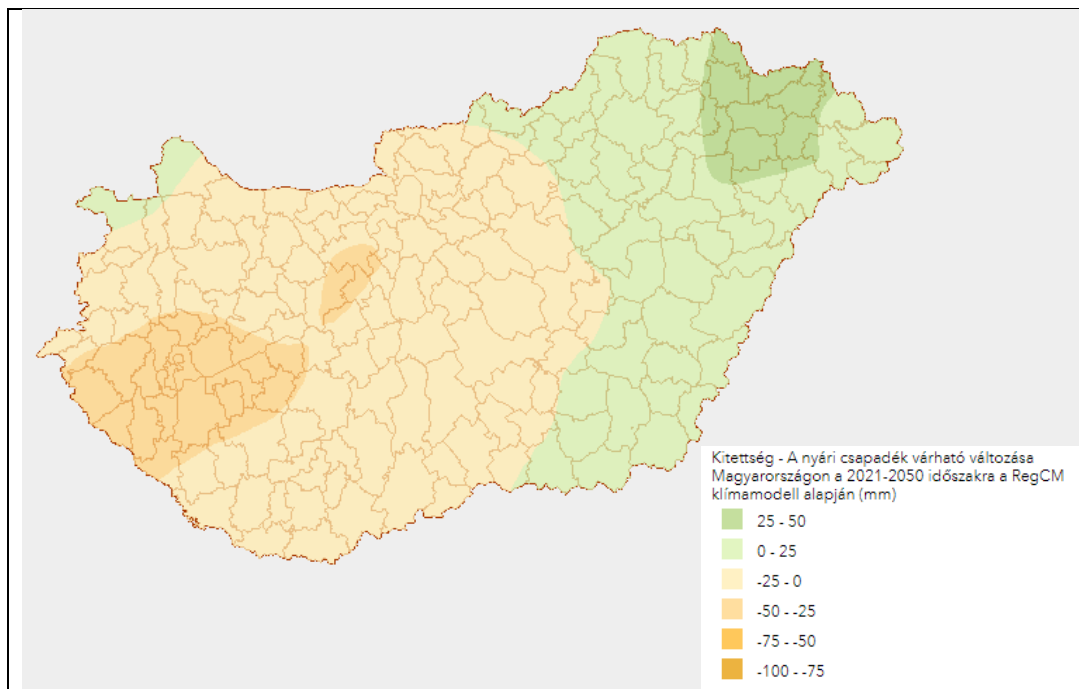 Kitettség - A nyári csapadék várható változása
Magyarországon a 2021-2050 időszakra a RegCM
klímamodell alapján (mm)
25 - 50
0 - 25
-25 - 0
-50 - -25
-75 - -50
-100 - -75